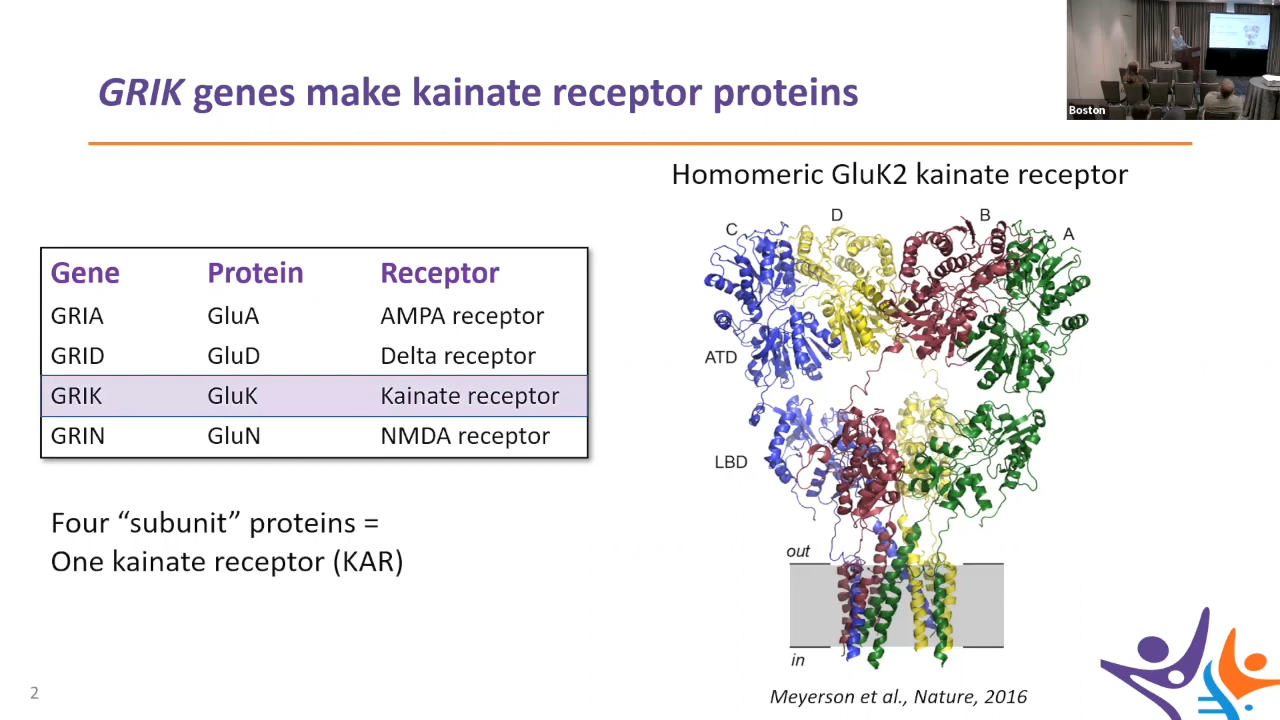 GRIK genes make kainate receptor proteins
Boston
Homomeric GluK2 kainate receptor
Gene Protein Receptor
GRIA GluA AMPA receptor
GRID GluD Delta receptor
GRIK GluK Kainate receptor
GRIN GluN NMDA receptor
Four “subunit” proteins =
One kainate receptor (KAR)
C D B A
ATD
LBD
out
in
Meyerson et al., Nature, 2016
2